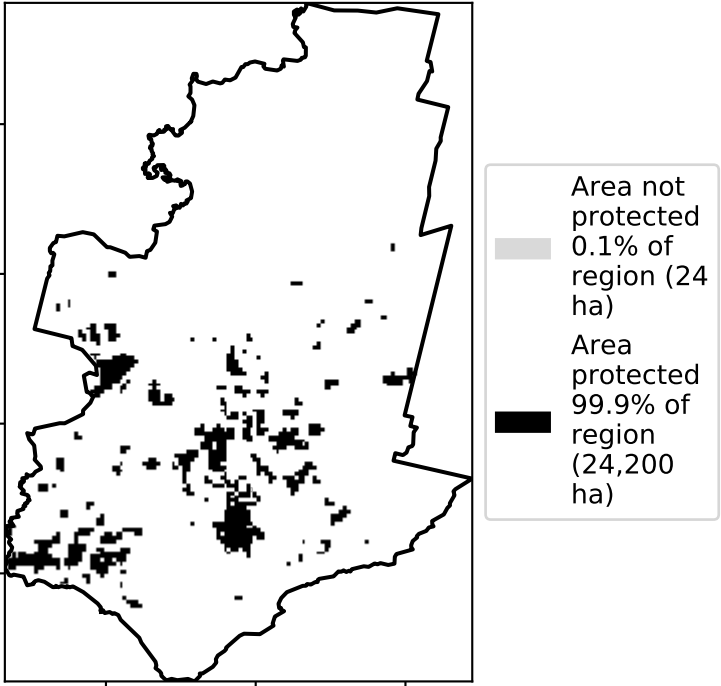 Area not
protected
0.1% of
region (24
ha)
Area
protected
99.9% of
region
(24,200
ha)